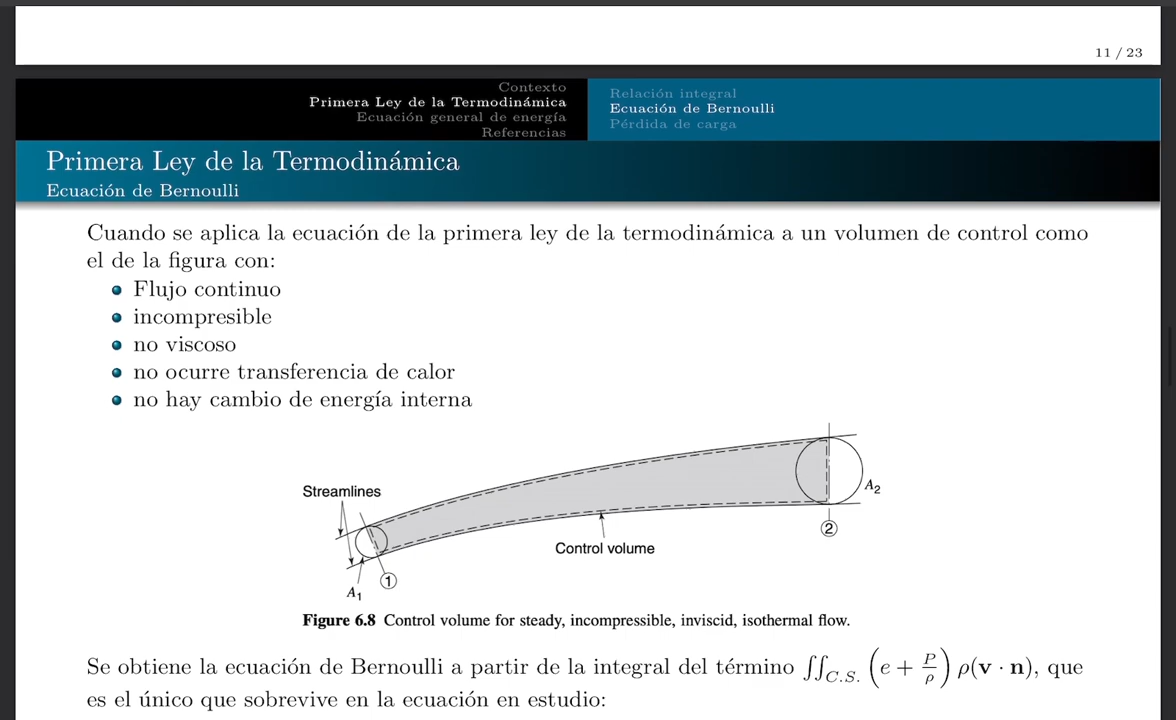 11 / 23
Contexto
Primera Ley de la Termodinámica
Ecuación general de energía
Referencias
Relación integral
Ecuación de Bernoulli
Pérdida de carga
Primera Ley de la Termodinámica
Ecuación de Bernoulli
Cuando se aplica la ecuación de la primera ley de la termodinámica a un volumen de control como
el de la figura con:
Flujo continuo
incompresible
no viscoso
no ocurre transferencia de calor
no hay cambio de energía interna
Streamlines
A₂
②
Control volume
①
A₁
Figure 6.8 Control volume for steady, incompressible, inviscid, isothermal flow.
Se obtiene la ecuación de Bernoulli a partir de la integral del término ∫∫_C.S. (e + P/ρ) ρ(v · n), que
es el único que sobrevive en la ecuación en estudio: